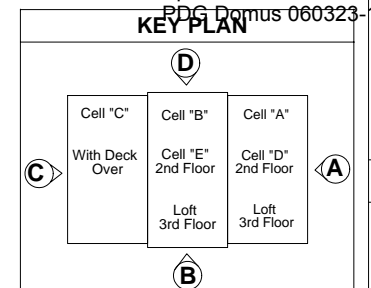 PDG Domus 060323-
KEY PLAN
D
Cell "C"
Cell "B"
Cell "A"
C
With Deck
Over
Cell "E"
2nd Floor
Cell "D"
2nd Floor
A
Loft
3rd Floor
Loft
3rd Floor
B